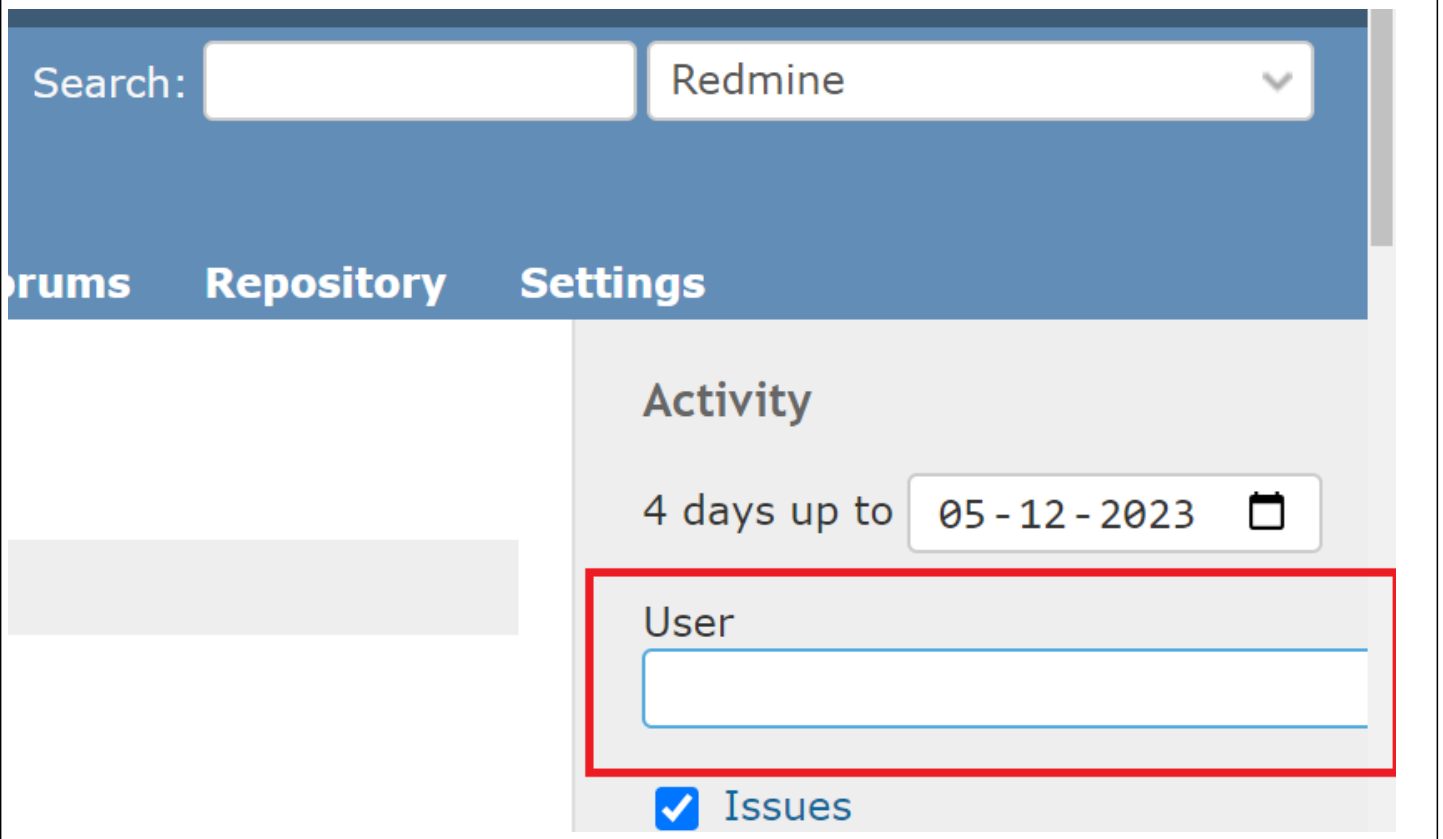 Search:
Redmine
orums Repository Settings
Activity
4 days up to 05-12-2023
User
Issues